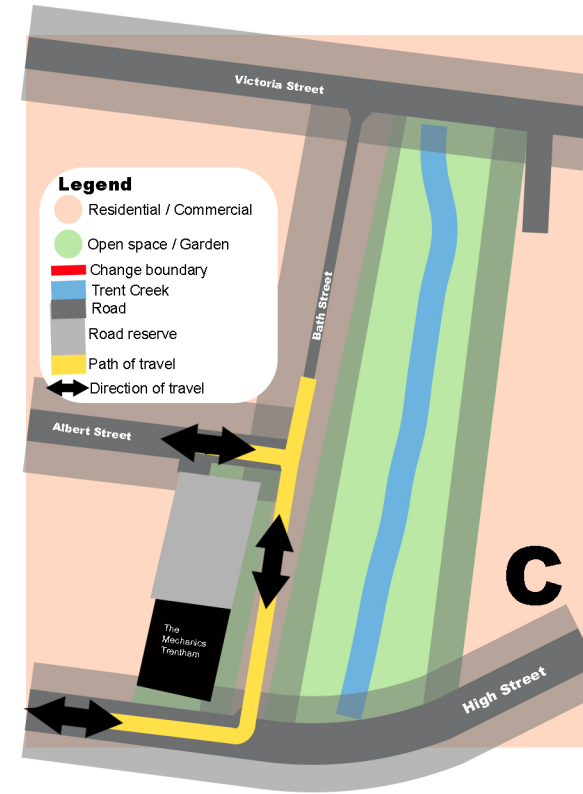 Victoria Street
Legend
Residential / Commercial
Open space / Garden
Change boundary
Trent Creek
Road
Road reserve
Path of travel
Direction of travel
Bath Street
Albert Street
C
The
Mechanics
Trentham
High Street